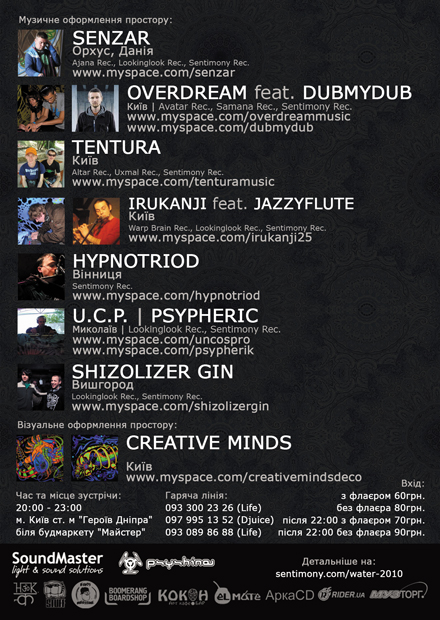 Музичне оформлення простору:
SENZAR
Орхус, Данія
Ajana Rec., Lookinglook Rec., Sentimony Rec.
www.myspace.com/senzar
OVERDREAM feat. DUBMYDUB
Київ | Avatar Rec., Samana Rec., Sentimony Rec.
www.myspace.com/overdreammusic
www.myspace.com/dubmydub
TENTURA
Київ
Altar Rec., Uxmal Rec., Sentimony Rec.
www.myspace.com/tenturamusic
IRUKANJI feat. JAZZYFLUTE
Київ
Warp Brain Rec., Lookinglook Rec., Sentimony Rec.
www.myspace.com/irukanji25
HYPNOTRIOD
Вінниця
Sentimony Rec.
www.myspace.com/hypnotriod
U.C.P. | PSYPHERIC
Миколаїв | Lookinglook Rec., Sentimony Rec.
www.myspace.com/uncospro
www.myspace.com/psypherik
SHIZOLIZER GIN
Вишгород
Lookinglook Rec., Sentimony Rec.
www.myspace.com/shizolizergin
Візуальне оформлення простору:
CREATIVE MINDS
Київ
www.myspace.com/creativemindsdeco
Час та місце зустрічи:
20:00 - 23:00
м. Київ ст. м "Героїв Дніпра"
біля будмаркету "Майстер"
Гаряча лінія:
093 300 23 26 (Life)
097 995 13 52 (Djuice)
093 089 86 88 (Life)
Вхід:
з флаєром 60грн.
без флаєра 80грн.
після 22:00 з флаєром 70грн.
після 22:00 без флаєра 90грн.
SoundMaster
light & sound solutions
psyshina
Детальніше на:
sentimony.com/water-2010
BOOMERANG
BOARDSHOP
КОКОН
мате
АркаCD
RIDER.UA
МУЗТОРГ.